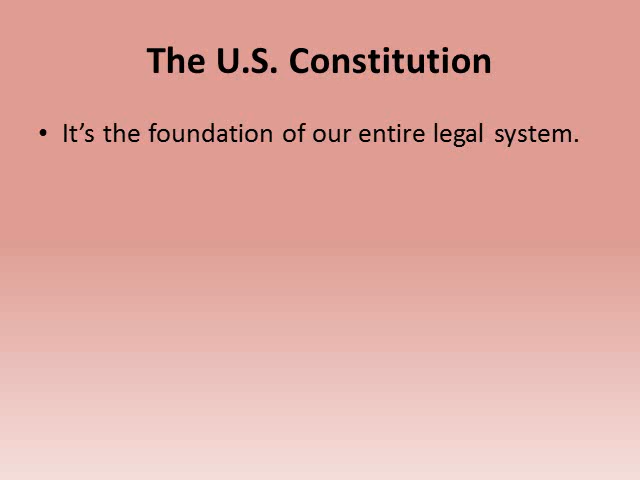 The U.S. Constitution
• It’s the foundation of our entire legal system.